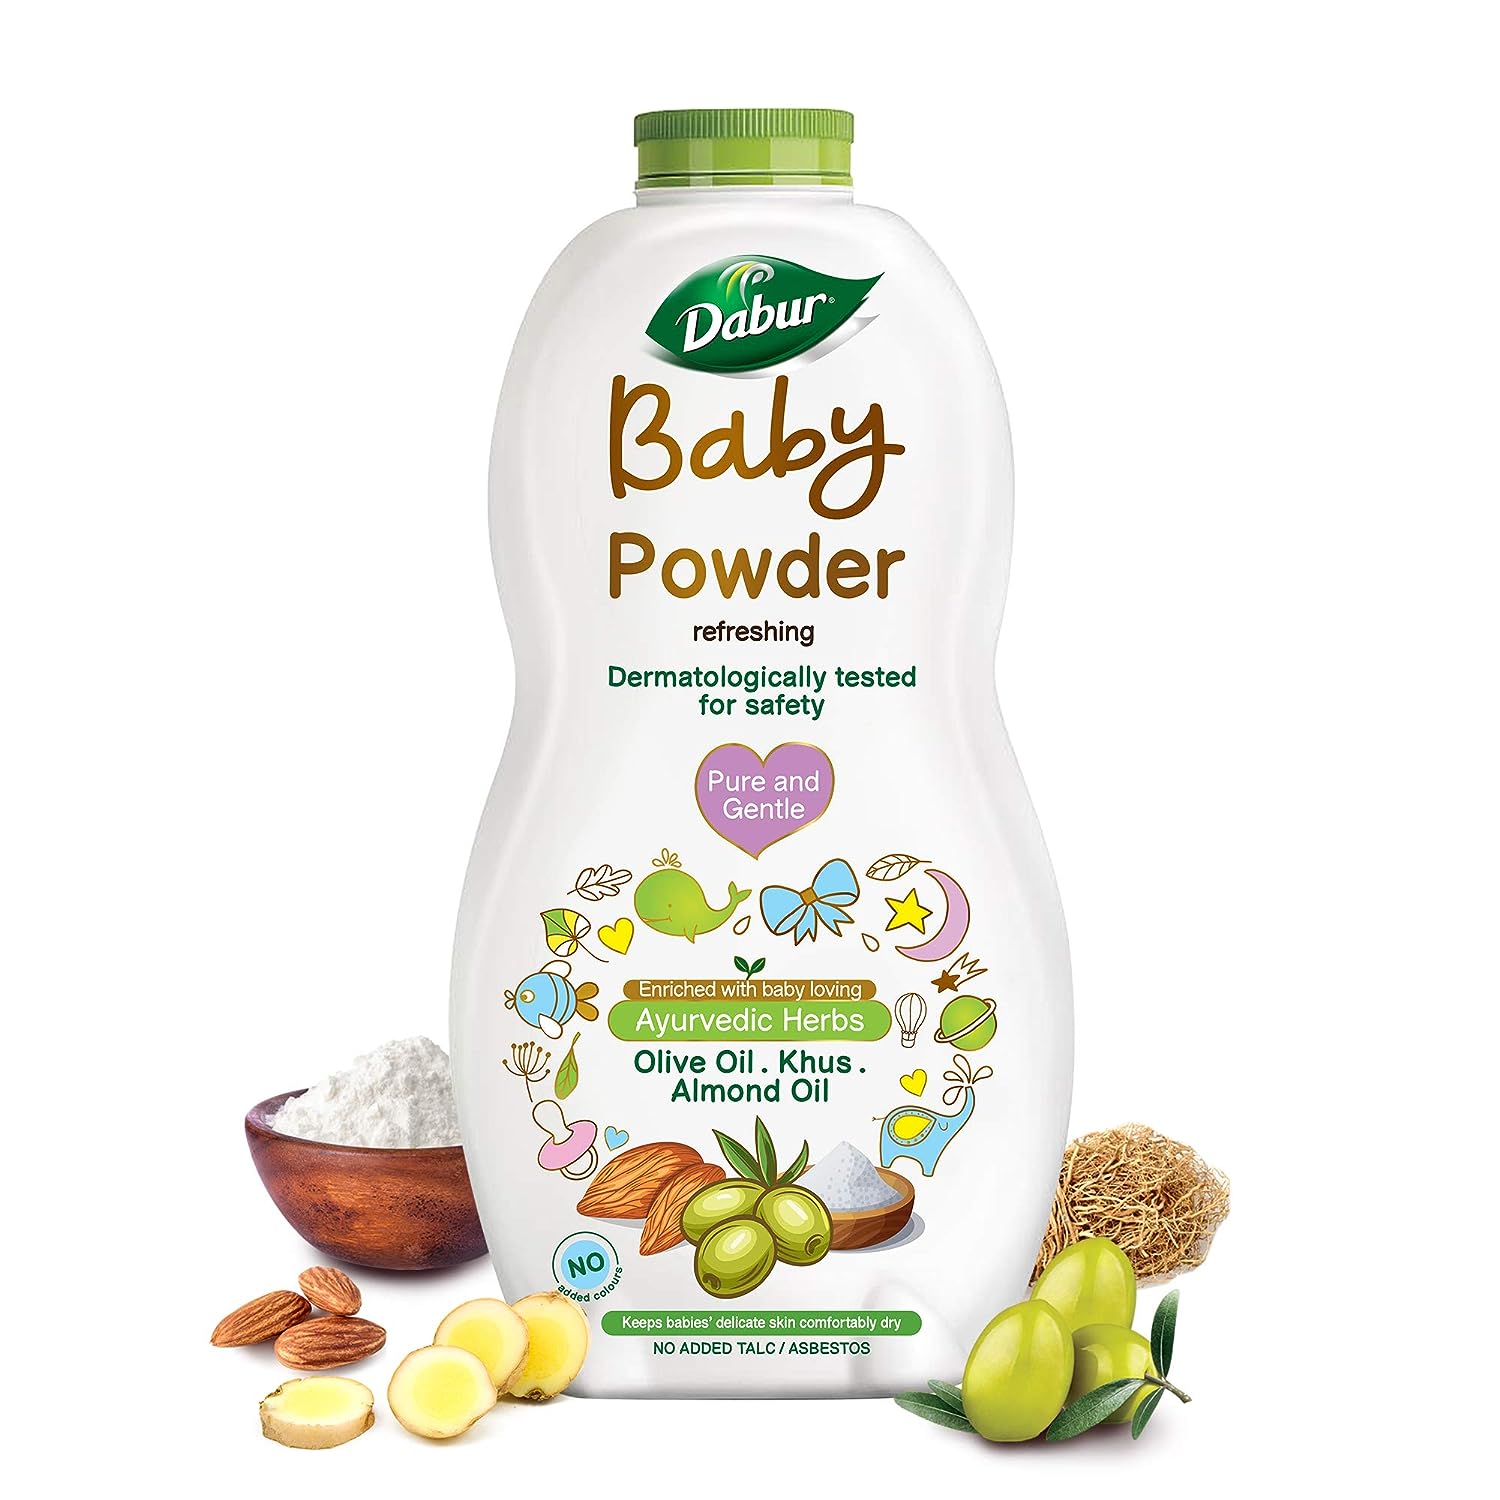 Dabur®
Baby
Powder
refreshing
Dermatologically tested
for safety
Pure and
Gentle
Enriched with baby loving
Ayurvedic Herbs
Olive Oil . Khus .
Almond Oil
NO
added colours
Keeps babies' delicate skin comfortably dry
NO ADDED TALC / ASBESTOS